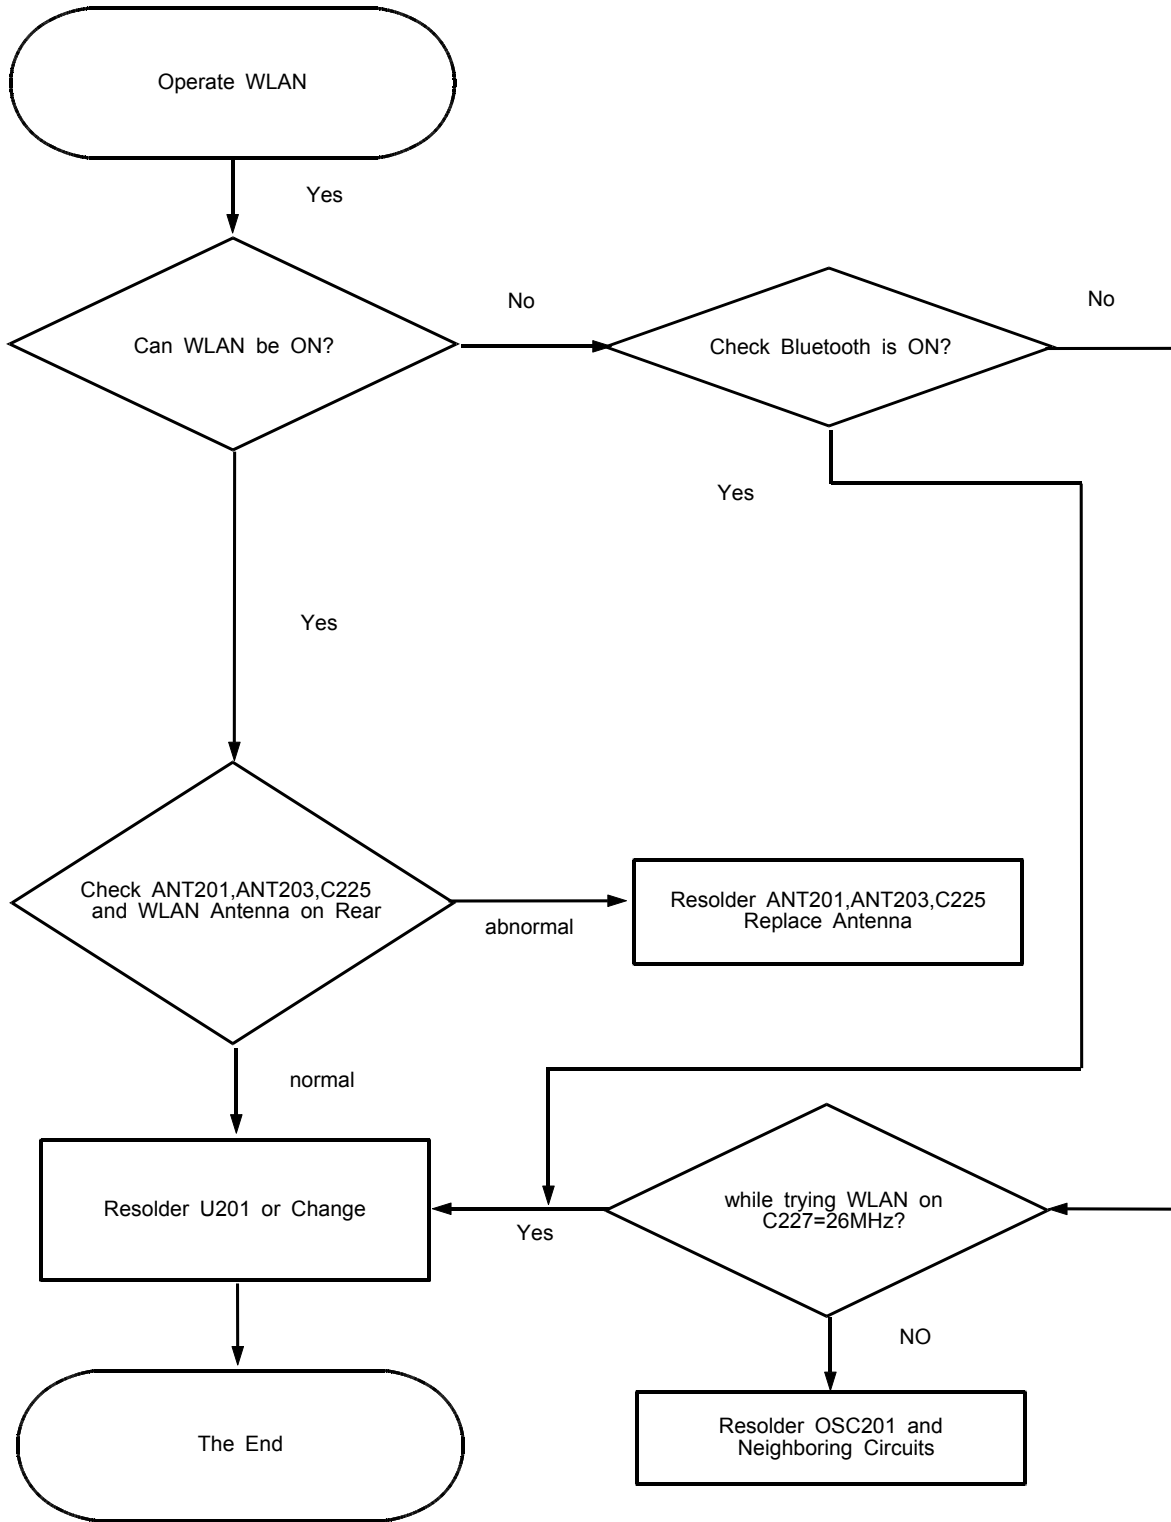 Operate WLAN
Yes
No
No
Can WLAN be ON?
Check Bluetooth is ON?
Yes
Yes
Check ANT201,ANT203,C225
and WLAN Antenna on Rear
abnormal
Resolder ANT201,ANT203,C225
Replace Antenna
normal
Resolder U201 or Change
Yes
while trying WLAN on
C227=26MHz?
NO
The End
Resolder OSC201 and
Neighboring Circuits